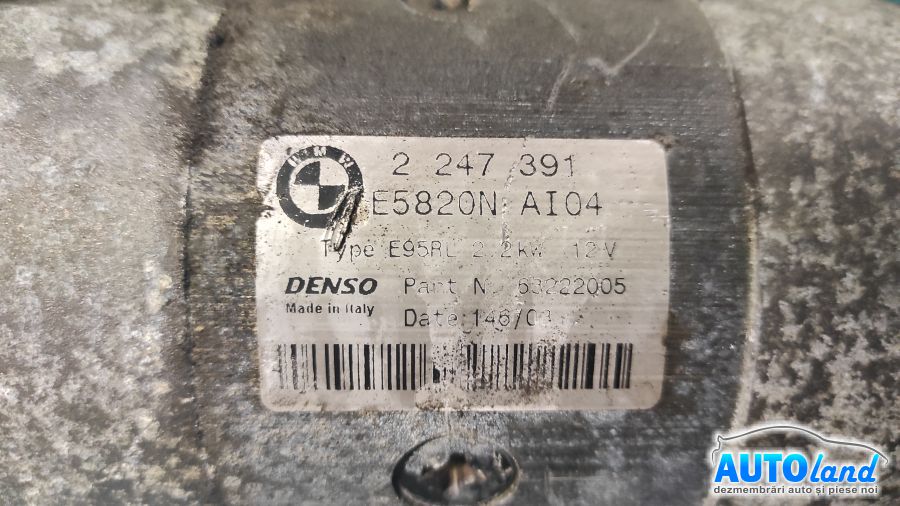 BMW
2 247 391
E5820N AI04
Type E95RL 2.2kW 12V
DENSO Part N. 63222005
Made in Italy
Date:146/03
AUTOland
dezmembrări auto și piese noi